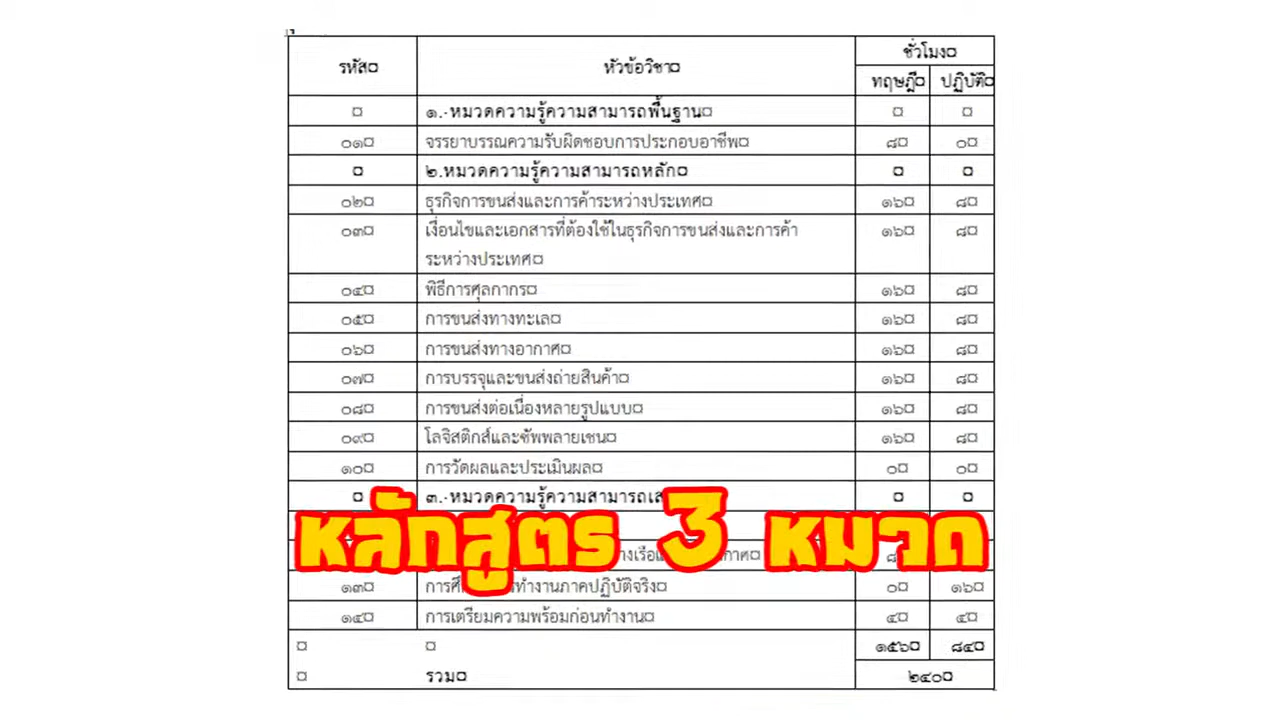 ชั่วโมง¤
รหัส¤ หัวข้อวิชา¤
ทฤษฎี¤ ปฏิบัติ¤
¤ ๑.·หมวดความรู้ความสามารถพื้นฐาน¤ ¤ ¤
๐๑¤ จรรยาบรรณความรับผิดชอบการประกอบอาชีพ¤ ๘¤ ๐¤
¤ ๒.หมวดความรู้ความสามารถหลัก¤ ¤ ¤
๐๒¤ ธุรกิจการขนส่งและการค้าระหว่างประเทศ¤ ๑๖¤ ๘¤
๐๓¤ เงื่อนไขและเอกสารที่ต้องใช้ในธุรกิจการขนส่งและการค้า ๑๖¤ ๘¤
ระหว่างประเทศ¤
๐๔¤ พิธีการศุลกากร¤ ๑๖¤ ๘¤
๐๕¤ การขนส่งทางทะเล¤ ๑๖¤ ๘¤
๐๖¤ การขนส่งทางอากาศ¤ ๑๖¤ ๘¤
๐๗¤ การบรรจุและขนส่งถ่ายสินค้า¤ ๑๖¤ ๘¤
๐๘¤ การขนส่งต่อเนื่องหลายรูปแบบ¤ ๑๖¤ ๘¤
๐๙¤ โลจิสติกส์และซัพพลายเชน¤ ๑๖¤ ๘¤
๑๐¤ การวัดผลและประเมินผล¤ ๐¤ ๐¤
¤ ๓.·หมวดความรู้ความสามารถเส ¤ ¤
หลักสูตร 3 หมวด
๑๓¤ ทำงานภาคปฏิบัติจริง¤ ๐¤ ๑๖¤
๑๔¤ การเตรียมความพร้อมก่อนทำงาน¤ ๔¤ ๔¤
¤ ¤ ๑๕๖¤ ๘๔¤
¤ รวม¤ ๒๔๐¤